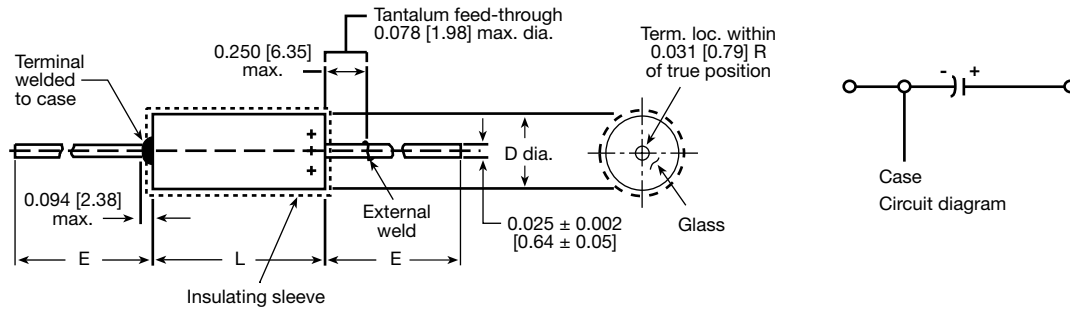 Tantalum feed-through
0.078 [1.98] max. dia.
0.250 [6.35]
max.
Term. loc. within
0.031 [0.79] R
of true position
Terminal
welded
to case
- +
+
+
+
D dia.
Case
Circuit diagram
0.094 [2.38]
max.
External
weld
0.025 ± 0.002
[0.64 ± 0.05]
Glass
E
L
E
Insulating sleeve